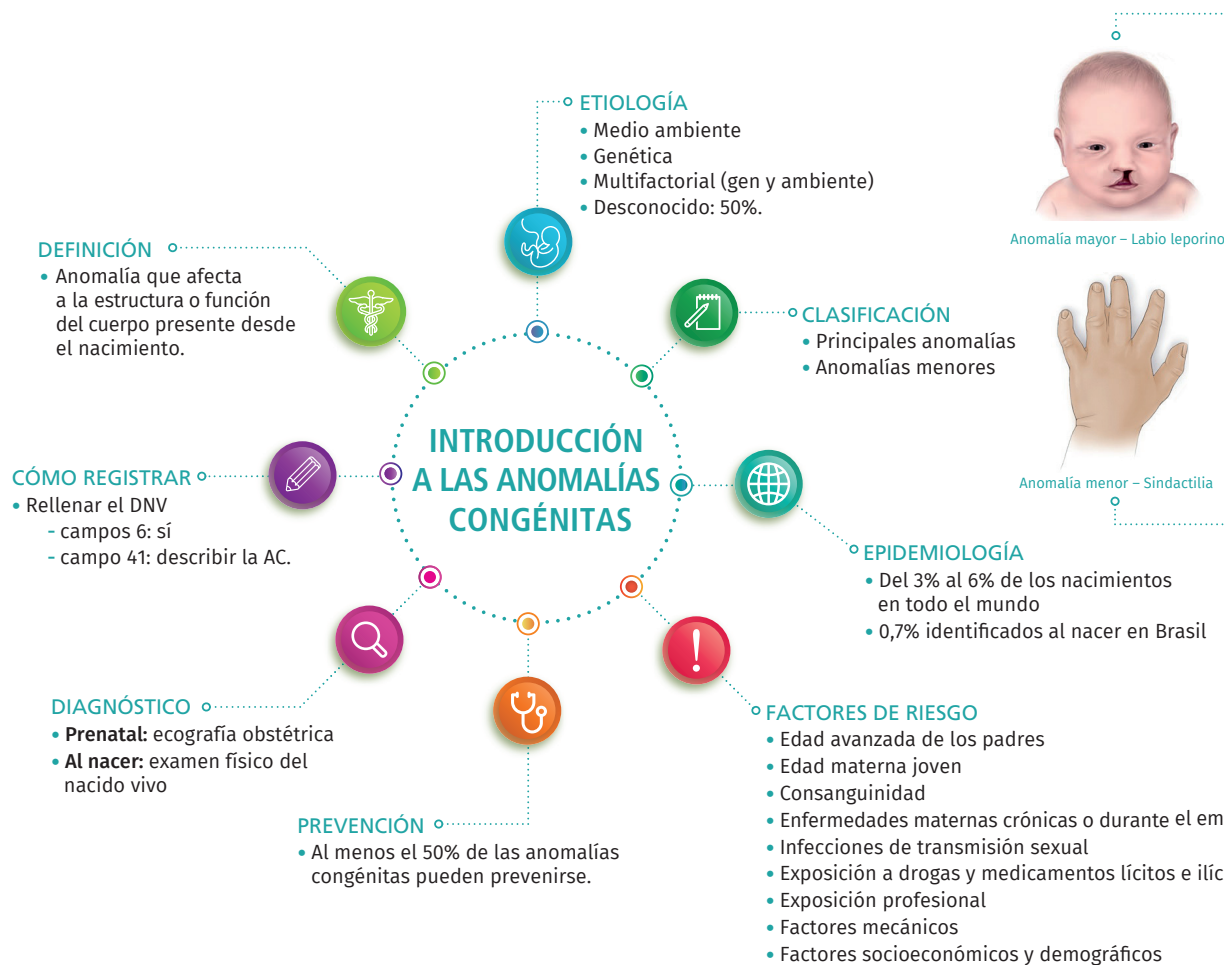 ETIOLOGÍA
• Medio ambiente
• Genética
• Multifactorial (gen y ambiente)
• Desconocido: 50%.
Anomalía mayor – Labio leporino
DEFINICIÓN
• Anomalía que afecta
a la estructura o función
del cuerpo presente desde
el nacimiento.
CLASIFICACIÓN
• Principales anomalías
• Anomalías menores
Anomalía menor – Sindactilia
INTRODUCCIÓN
A LAS ANOMALÍAS
CONGÉNITAS
CÓMO REGISTRAR
• Rellenar el DNV
- campos 6: sí
- campo 41: describir la AC.
EPIDEMIOLOGÍA
• Del 3% al 6% de los nacimientos
en todo el mundo
• 0,7% identificados al nacer en Brasil
DIAGNÓSTICO
• Prenatal: ecografía obstétrica
• Al nacer: examen físico del
nacido vivo
PREVENCIÓN
• Al menos el 50% de las anomalías
congénitas pueden prevenirse.
FACTORES DE RIESGO
• Edad avanzada de los padres
• Edad materna joven
• Consanguinidad
• Enfermedades maternas crónicas o durante el em
• Infecciones de transmisión sexual
• Exposición a drogas y medicamentos lícitos e ilíc
• Exposición profesional
• Factores mecánicos
• Factores socioeconómicos y demográficos